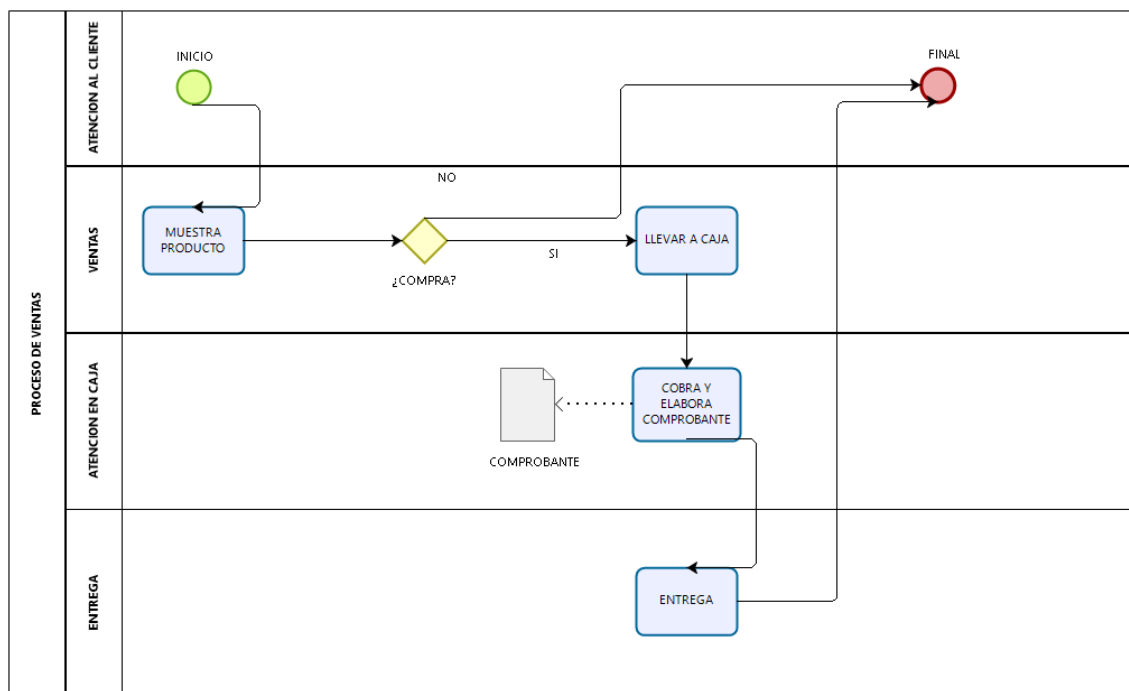 PROCESO DE VENTAS
ATENCION AL CLIENTE
INICIO
FINAL
VENTAS
NO
MUESTRA
PRODUCTO
¿COMPRA?
SI
LLEVAR A CAJA
ATENCION EN CAJA
COBRA Y
ELABORA
COMPROBANTE
COMPROBANTE
ENTREGA
ENTREGA